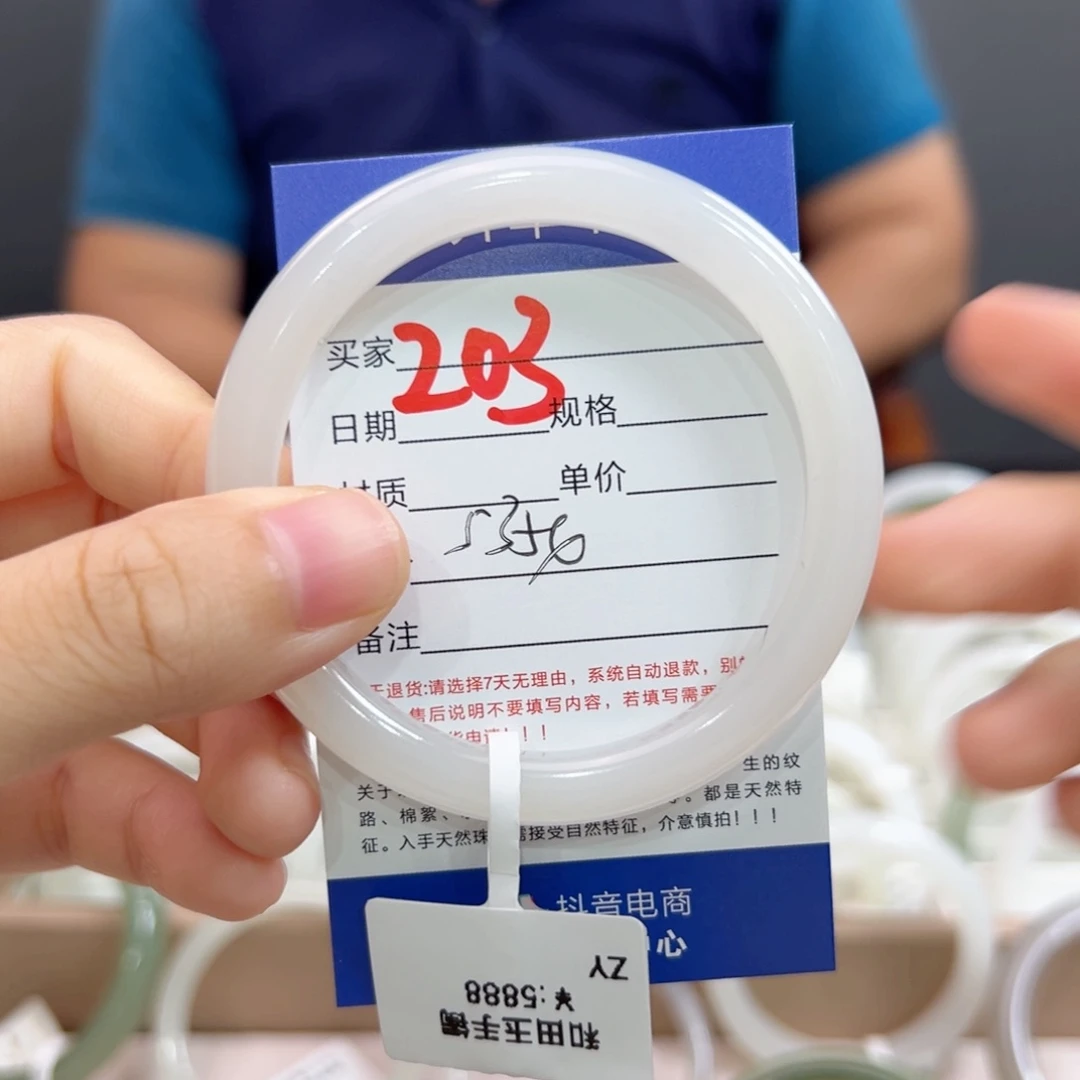 买家 203
日期 规格
材质 单价
备注
退货:请选择7天无理由，系统自动退款，别
售后说明不要填写内容，若填写需要
生的纹
关于
路、棉絮、 。都是天然特
征。入手天然珠 需接受自然特征，介意慎拍！！！
抖音电商
中心
ZY
￥:5888
和田玉手镯